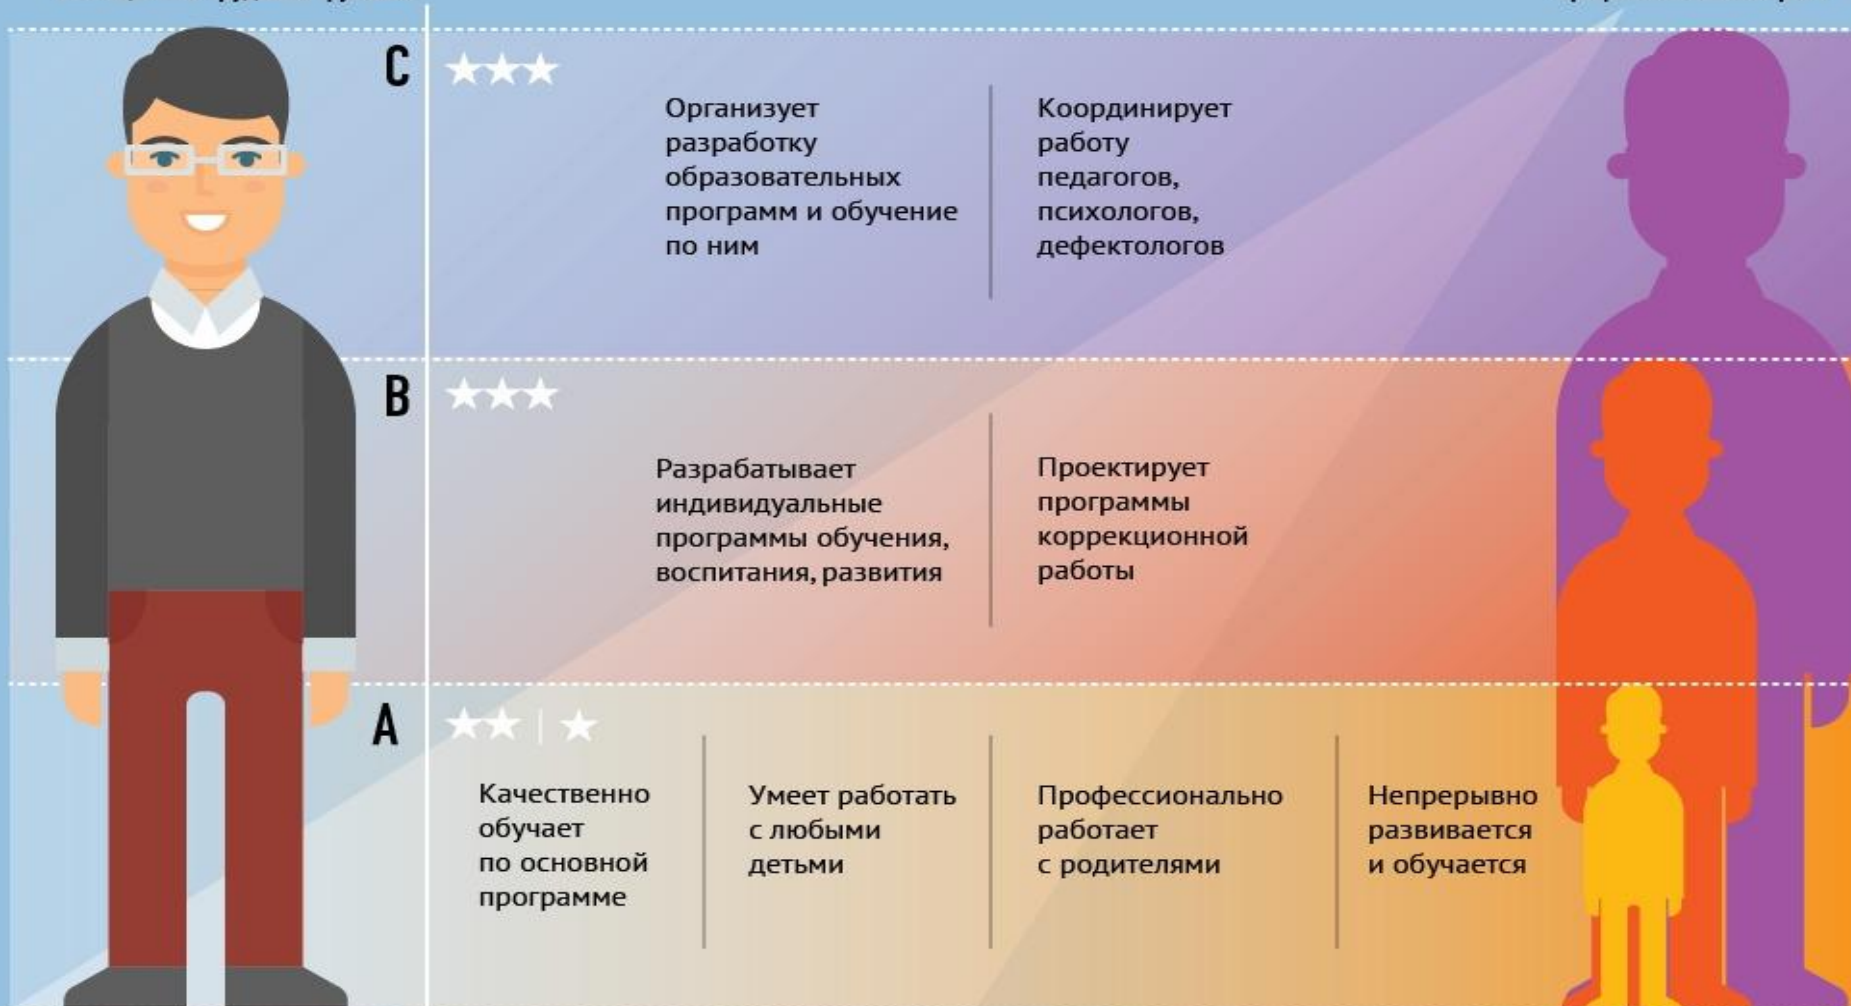 C
Организует
разработку
образовательных
программ и обучение
по ним
Координирует
работу
педагогов,
психологов,
дефектологов
B
Разрабатывает
индивидуальные
программы обучения,
воспитания, развития
Проектирует
программы
коррекционной
работы
A
Качественно
обучает
по основной
программе
Умеет работать
с любыми
детьми
Профессионально
работает
с родителями
Непрерывно
развивается
и обучается